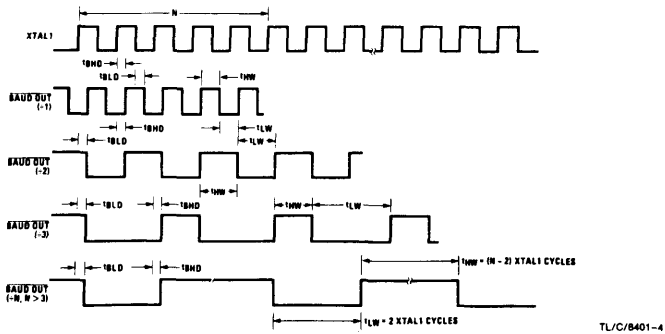 N
XTAL1
tBHD
tBLD
tHW
BAUD OUT
(÷1)
tBLD
tBHD
tLW
tLW
BAUD OUT
(÷2)
tHW
tBLD
tBHD
tHW
tLW
BAUD OUT
(÷3)
tBLD
tBHD
tHW = (N - 2) XTAL1 CYCLES
BAUD OUT
(÷N, N > 3)
tLW = 2 XTAL1 CYCLES
TL/C/8401-4